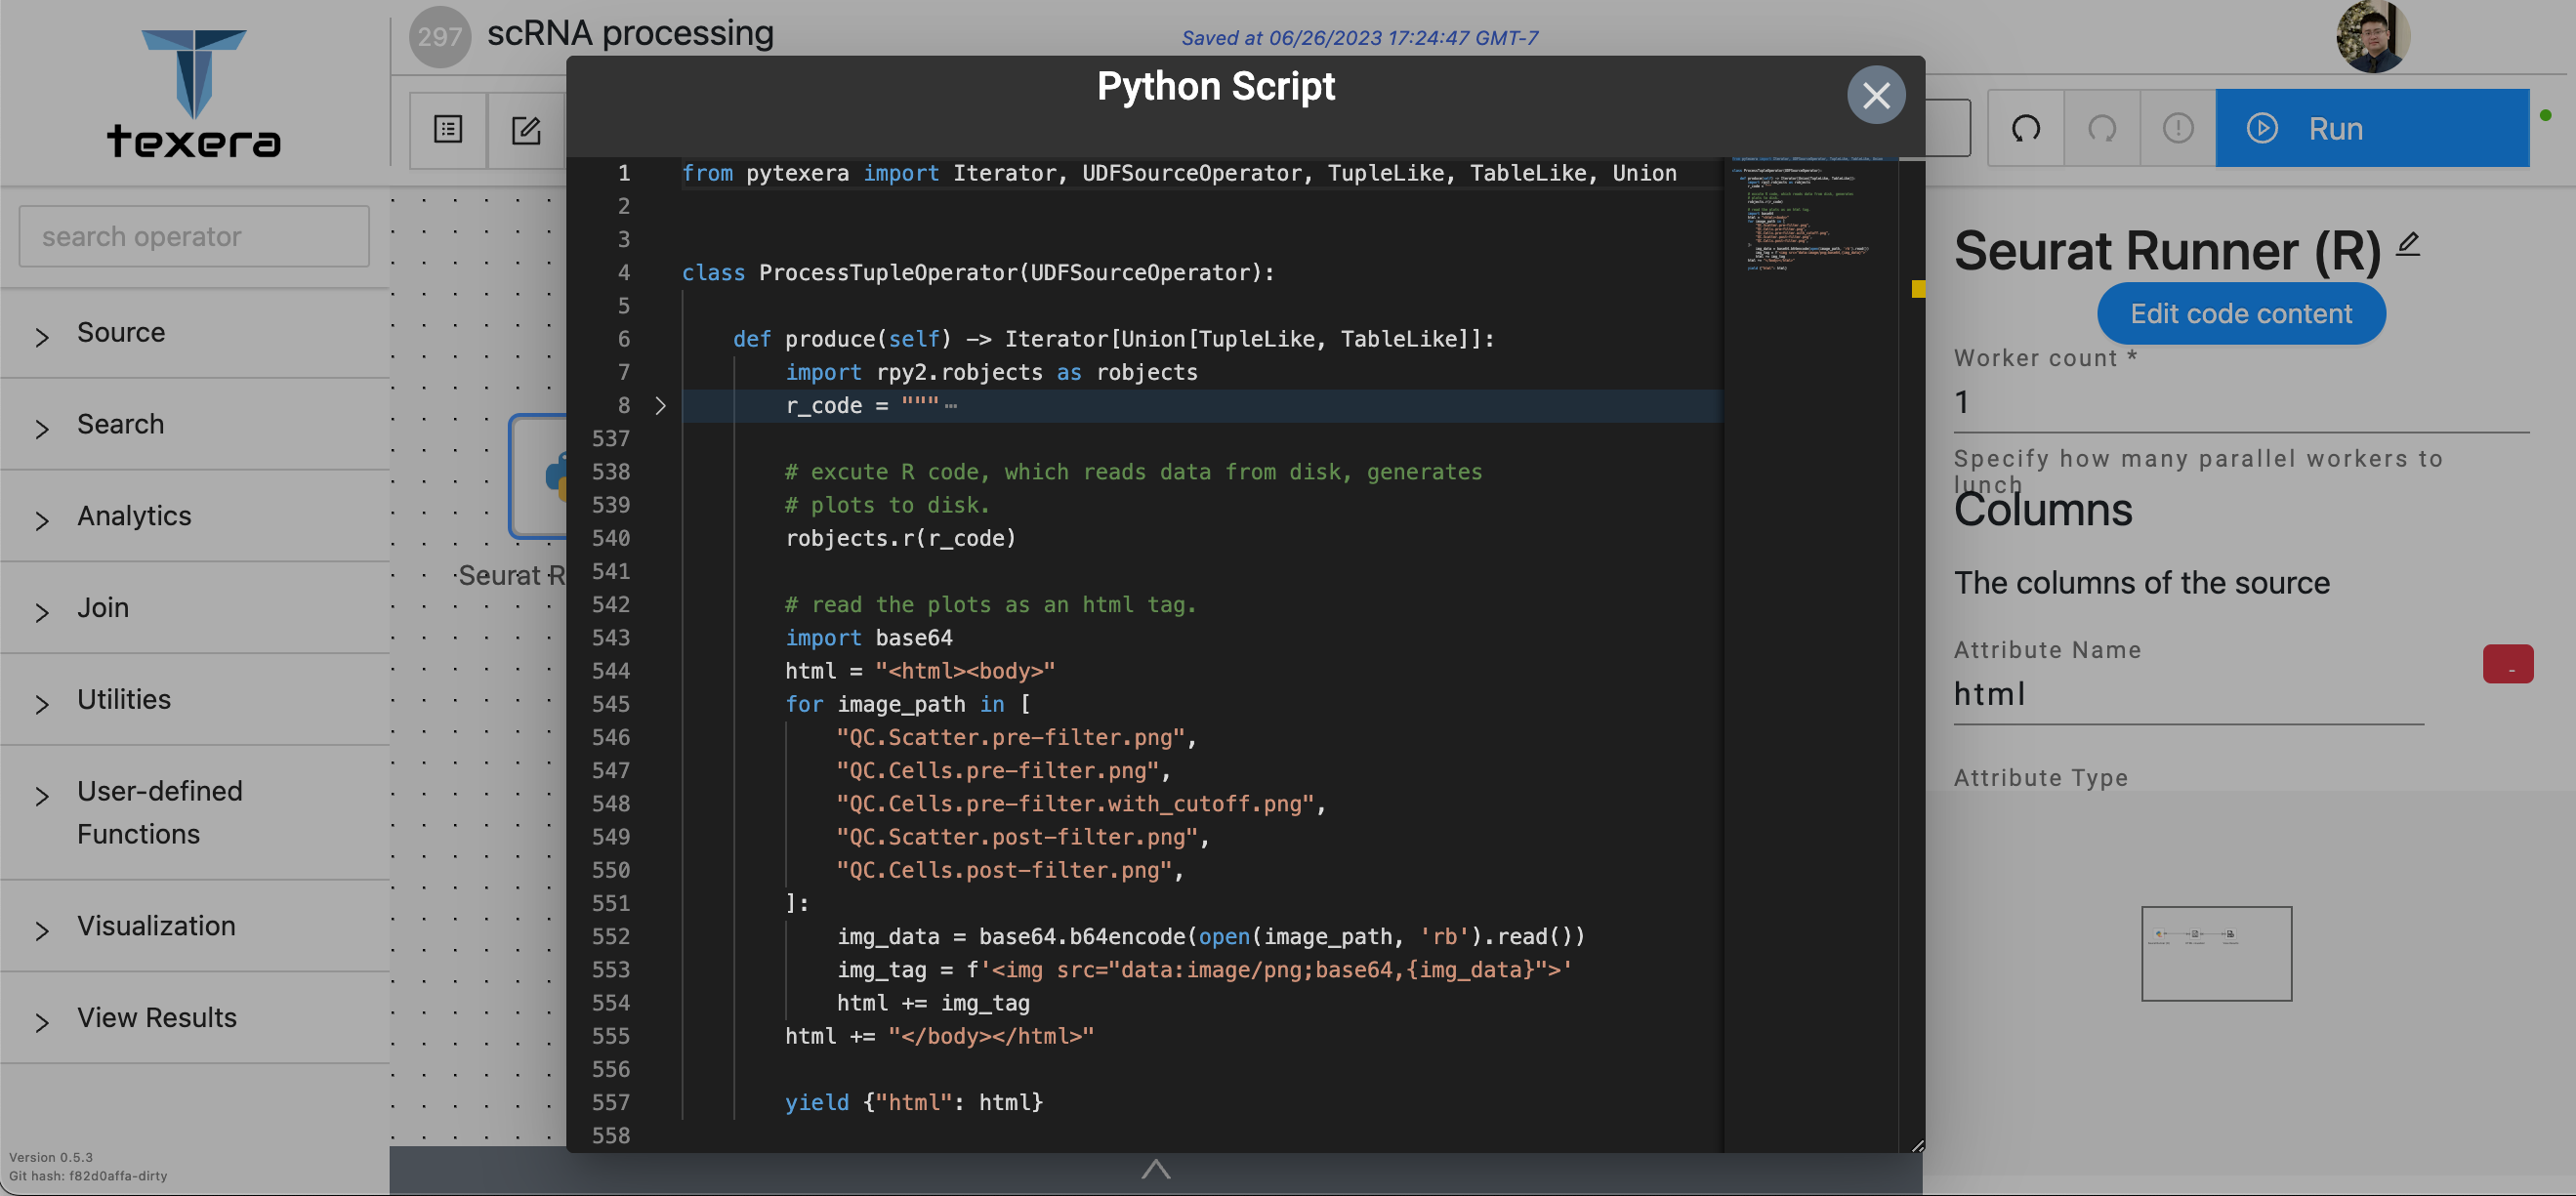 texera
297
scRNA processing
Saved at 06/26/2023 17:24:47 GMT-7
Run
search operator
Source
Search
Analytics
Join
Utilities
User-defined
Functions
Visualization
View Results
Version 0.5.3
Git hash: f82d0affa-dirty
Seurat R
Python Script
1 from pytexera import Iterator, UDFSourceOperator, TupleLike, TableLike, Union
2
3
4 class ProcessTupleOperator(UDFSourceOperator):
5
6 def produce(self) -> Iterator[Union[TupleLike, TableLike]]:
7 import rpy2.robjects as robjects
8 r_code = """ ⋯
537
538 # excute R code, which reads data from disk, generates
539 # plots to disk.
540 robjects.r(r_code)
541
542 # read the plots as an html tag.
543 import base64
544 html = "<html><body>"
545 for image_path in [
546 "QC.Scatter.pre-filter.png",
547 "QC.Cells.pre-filter.png",
548 "QC.Cells.pre-filter.with_cutoff.png",
549 "QC.Scatter.post-filter.png",
550 "QC.Cells.post-filter.png",
551 ]:
552 img_data = base64.b64encode(open(image_path, 'rb').read())
553 img_tag = f'<img src="data:image/png;base64,{img_data}">'
554 html += img_tag
555 html += "</body></html>"
556
557 yield {"html": html}
558
Seurat Runner (R)
Edit code content
Worker count *
1
Specify how many parallel workers to
lunch
Columns
The columns of the source
Attribute Name
html
-
Attribute Type